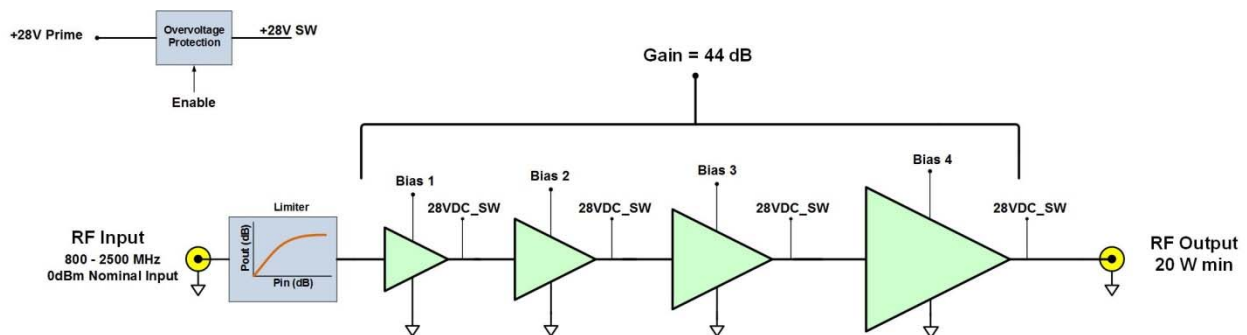 +28V Prime
Overvoltage
Protection
+28V SW
Enable
Gain = 44 dB
Bias 1
Bias 2
Bias 3
Bias 4
28VDC_SW
28VDC_SW
28VDC_SW
28VDC_SW
Limiter
Pout (dB)
Pin (dB)
RF Input
800 - 2500 MHz
0dBm Nominal Input
RF Output
20 W min